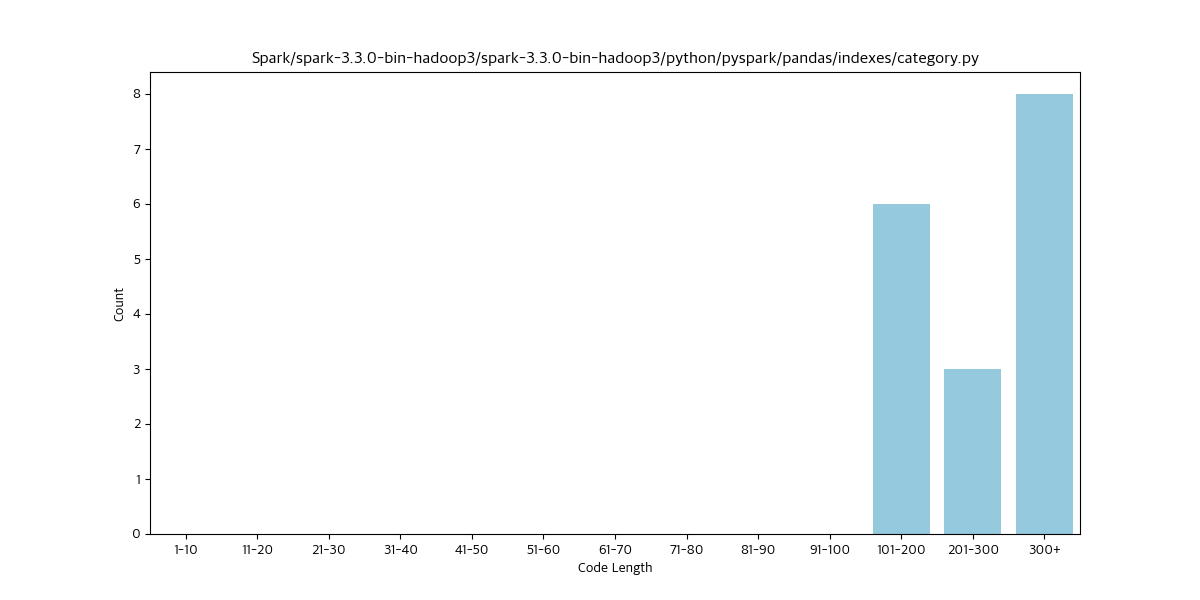 Spark/spark-3.3.0-bin-hadoop3/spark-3.3.0-bin-hadoop3/python/pyspark/pandas/indexes/category.py
8
7
6
5
4
3
2
1
0
Count
1-10 11-20 21-30 31-40 41-50 51-60 61-70 71-80 81-90 91-100 101-200 201-300 300+
Code Length